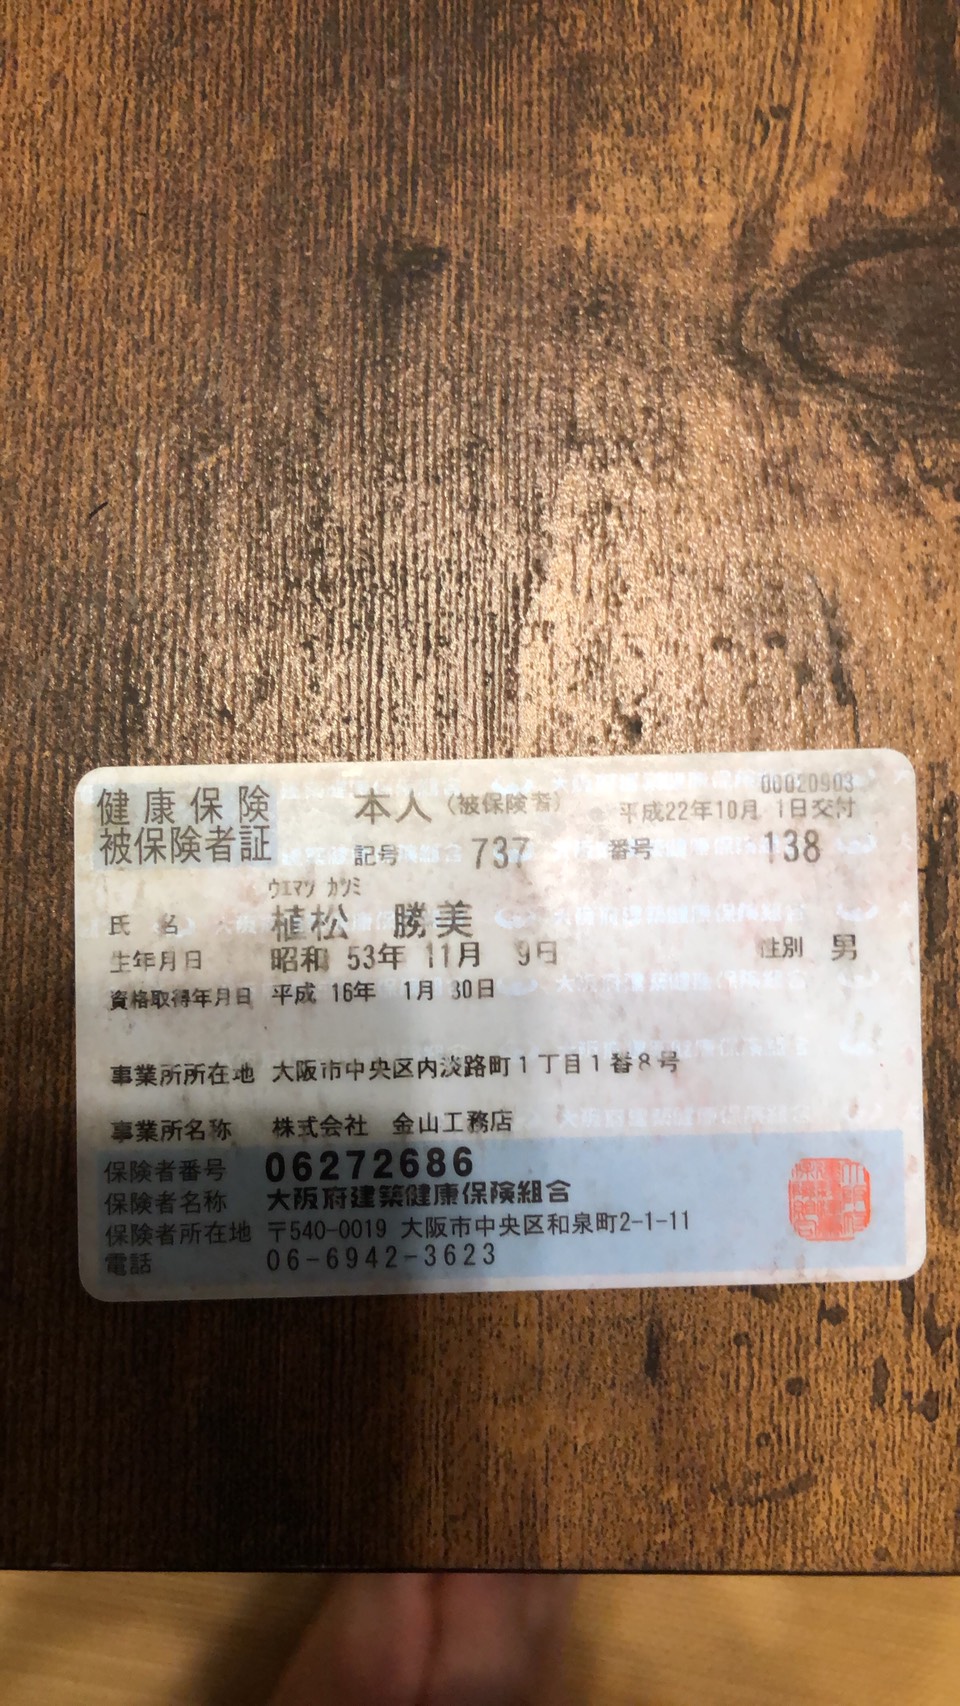 00020903
健康保険
被保険者証
本人(被保険者)
平成22年10月 1日交付
記号 737 番号 138
ウエマツ カツミ
氏名 植松 勝美
生年月日 昭和 53年 11月 9日 性別 男
資格取得年月日 平成 16年 1月 30日
事業所所在地 大阪市中央区内淡路町1丁目1番8号
事業所名称 株式会社 金山工務店
保険者番号 06272686
保険者名称 大阪府建築健康保険組合
保険者所在地 〒540-0019 大阪市中央区和泉町2-1-11
電話 06-6942-3623